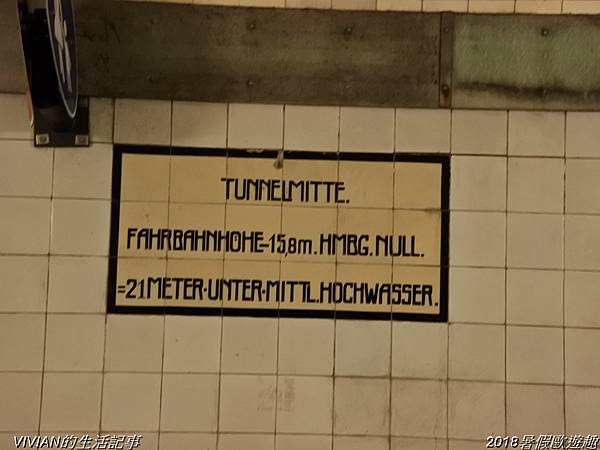 TUNNELMITTE.
FAHRBAHNHÖHE-15,8m.HMBG.NULL.
=21METER·UNTER·MITTL.HOCHWASSER.
VIVIAN的生活記事
2018暑假歐遊趣